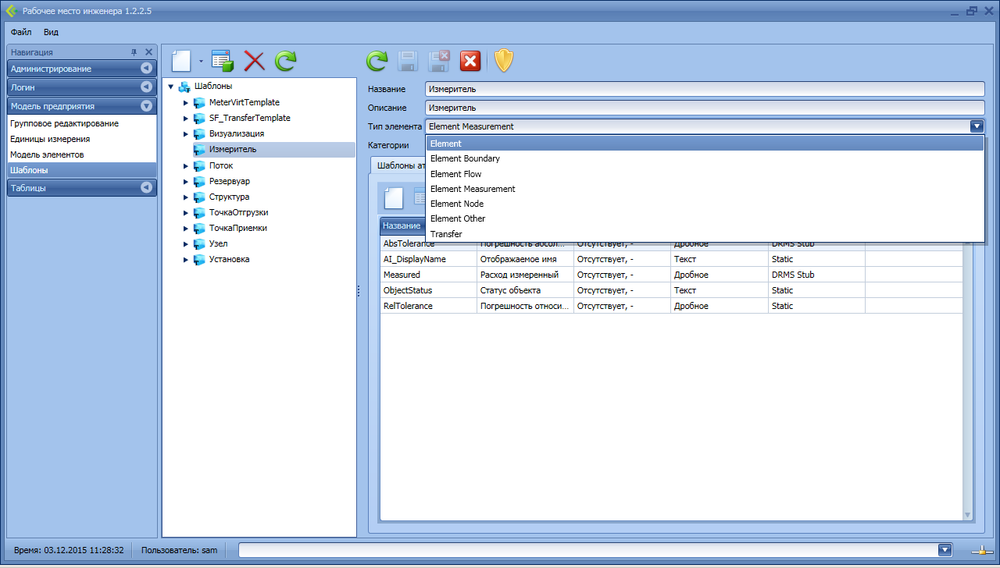 Рабочее место инженера 1.2.2.5
Файл Вид
Навигация
Администрирование
Логин
Модель предприятия
Групповое редактирование
Единицы измерения
Модель элементов
Шаблоны
Таблицы
Шаблоны
MeterVirtTemplate
SF_TransferTemplate
Визуализация
Измеритель
Поток
Резервуар
Структура
ТочкаОтгрузки
ТочкаПриемки
Узел
Установка
Название Измеритель
Описание Измеритель
Тип элемента Element Measurement
Категории
Element
Element Boundary
Element Flow
Element Measurement
Element Node
Element Other
Transfer
Шаблоны ат
Название
AbsTolerance Погрешность абсол... Отсутствует, - Дробное DRMS Stub
AI_DisplayName Отображаемое имя Отсутствует, - Текст Static
Measured Расход измеренный Отсутствует, - Дробное DRMS Stub
ObjectStatus Статус объекта Отсутствует, - Текст Static
RelTolerance Погрешность относи... Отсутствует, - Дробное Static
Время: 03.12.2015 11:28:32 Пользователь: sam